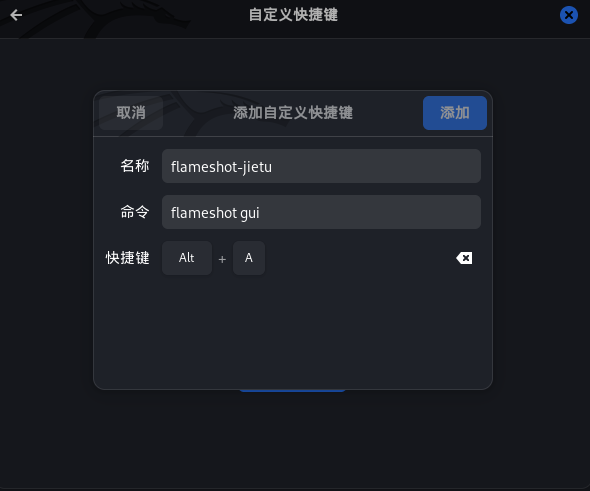 自定义快捷键
取消 添加自定义快捷键 添加
名称 flameshot-jietu
命令 flameshot gui
快捷键 Alt + A